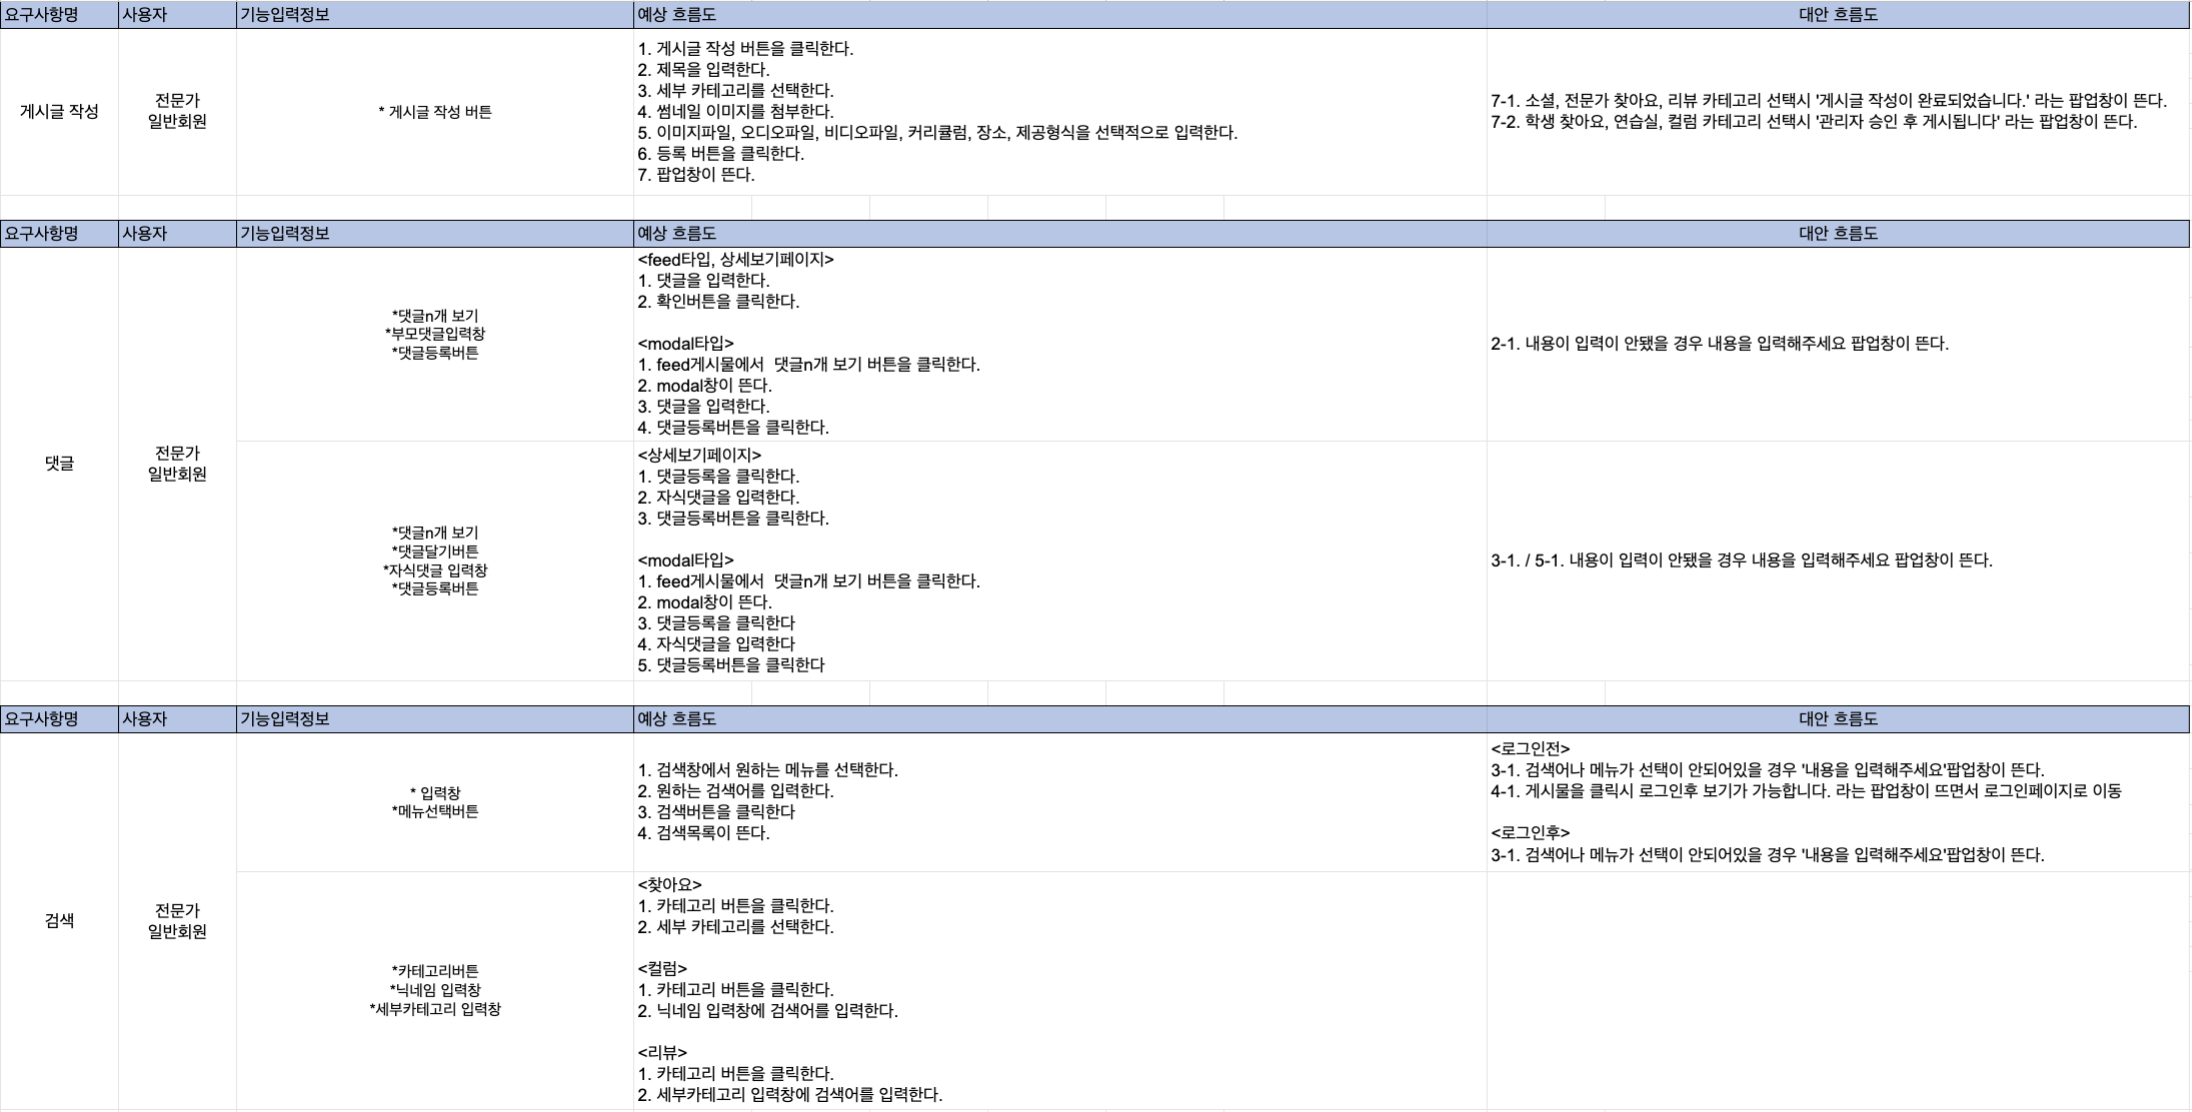 요구사항명 사용자 기능입력정보 예상 흐름도 대안 흐름도
게시글 작성
전문가
일반회원
* 게시글 작성 버튼
1. 게시글 작성 버튼을 클릭한다.
2. 제목을 입력한다.
3. 세부 카테고리를 선택한다.
4. 썸네일 이미지를 첨부한다.
5. 이미지파일, 오디오파일, 비디오파일, 커리큘럼, 장소, 제공형식을 선택적으로 입력한다.
6. 등록 버튼을 클릭한다.
7. 팝업창이 뜬다.
7-1. 소셜, 전문가 찾아요, 리뷰 카테고리 선택시 '게시글 작성이 완료되었습니다.' 라는 팝업창이 뜬다.
7-2. 학생 찾아요, 연습실, 컬럼 카테고리 선택시 '관리자 승인 후 게시됩니다' 라는 팝업창이 뜬다.
요구사항명 사용자 기능입력정보 예상 흐름도 대안 흐름도
댓글
전문가
일반회원
*댓글n개 보기
*부모댓글입력창
*댓글등록버튼
<feed타입, 상세보기페이지>
1. 댓글을 입력한다.
2. 확인버튼을 클릭한다.
<modal타입>
1. feed게시물에서  댓글n개 보기 버튼을 클릭한다.
2. modal창이 뜬다.
3. 댓글을 입력한다.
4. 댓글등록버튼을 클릭한다.
2-1. 내용이 입력이 안됐을 경우 내용을 입력해주세요 팝업창이 뜬다.
*댓글n개 보기
*댓글달기버튼
*자식댓글 입력창
*댓글등록버튼
<상세보기페이지>
1. 댓글등록을 클릭한다.
2. 자식댓글을 입력한다.
3. 댓글등록버튼을 클릭한다.
<modal타입>
1. feed게시물에서  댓글n개 보기 버튼을 클릭한다.
2. modal창이 뜬다.
3. 댓글등록을 클릭한다
4. 자식댓글을 입력한다
5. 댓글등록버튼을 클릭한다
3-1. / 5-1. 내용이 입력이 안됐을 경우 내용을 입력해주세요 팝업창이 뜬다.
요구사항명 사용자 기능입력정보 예상 흐름도 대안 흐름도
검색
전문가
일반회원
* 입력창
*메뉴선택버튼
1. 검색창에서 원하는 메뉴를 선택한다.
2. 원하는 검색어를 입력한다.
3. 검색버튼을 클릭한다
4. 검색목록이 뜬다.
<로그인전>
3-1. 검색어나 메뉴가 선택이 안되어있을 경우 '내용을 입력해주세요'팝업창이 뜬다.
4-1. 게시물을 클릭시 로그인후 보기가 가능합니다. 라는 팝업창이 뜨면서 로그인페이지로 이동
<로그인후>
3-1. 검색어나 메뉴가 선택이 안되어있을 경우 '내용을 입력해주세요'팝업창이 뜬다.
*카테고리버튼
*닉네임 입력창
*세부카테고리 입력창
<찾아요>
1. 카테고리 버튼을 클릭한다.
2. 세부 카테고리를 선택한다.
<컬럼>
1. 카테고리 버튼을 클릭한다.
2. 닉네임 입력창에 검색어를 입력한다.
<리뷰>
1. 카테고리 버튼을 클릭한다.
2. 세부카테고리 입력창에 검색어를 입력한다.